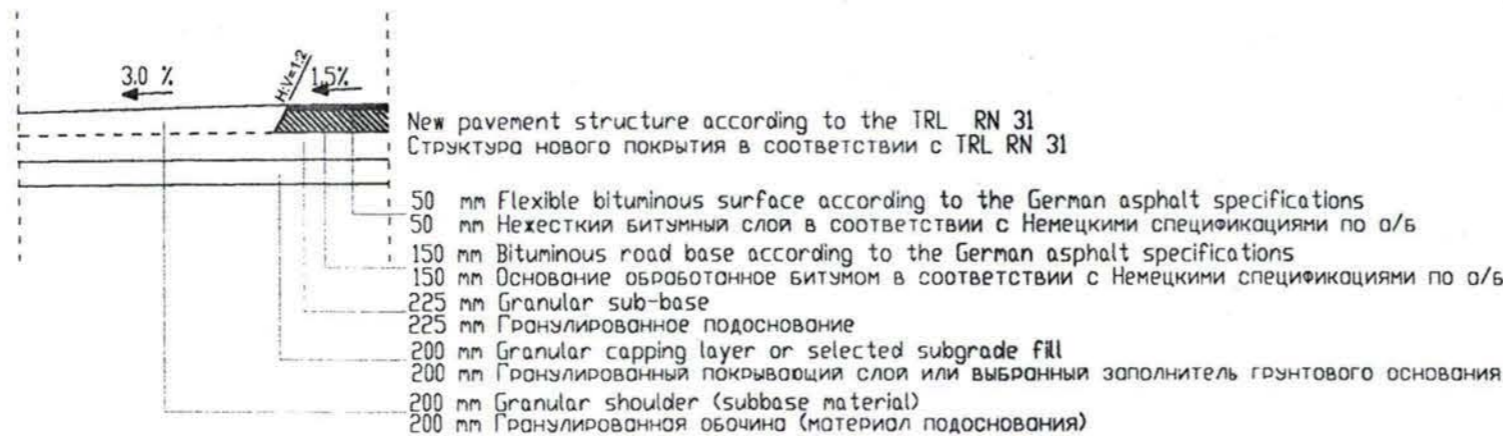 3.0 %
H:V=1:2
1.5%
New pavement structure according to the TRL RN 31
Структура нового покрытия в соответствии с TRL RN 31
50 mm Flexible bituminous surface according to the German asphalt specifications
50 mm Нежесткий битумный слой в соответствии с Немецкими спецификациями по а/б
150 mm Bituminous road base according to the German asphalt specifications
150 mm Основание обработанное битумом в соответствии с Немецкими спецификациями по а/б
225 mm Granular sub-base
225 mm Гранулированное подоснование
200 mm Granular capping layer or selected subgrade fill
200 mm Гранулированный покрывающий слой или выбранный заполнитель грунтового основания
200 mm Granular shoulder (subbase material)
200 mm Гранулированная обочина (материал подоснования)